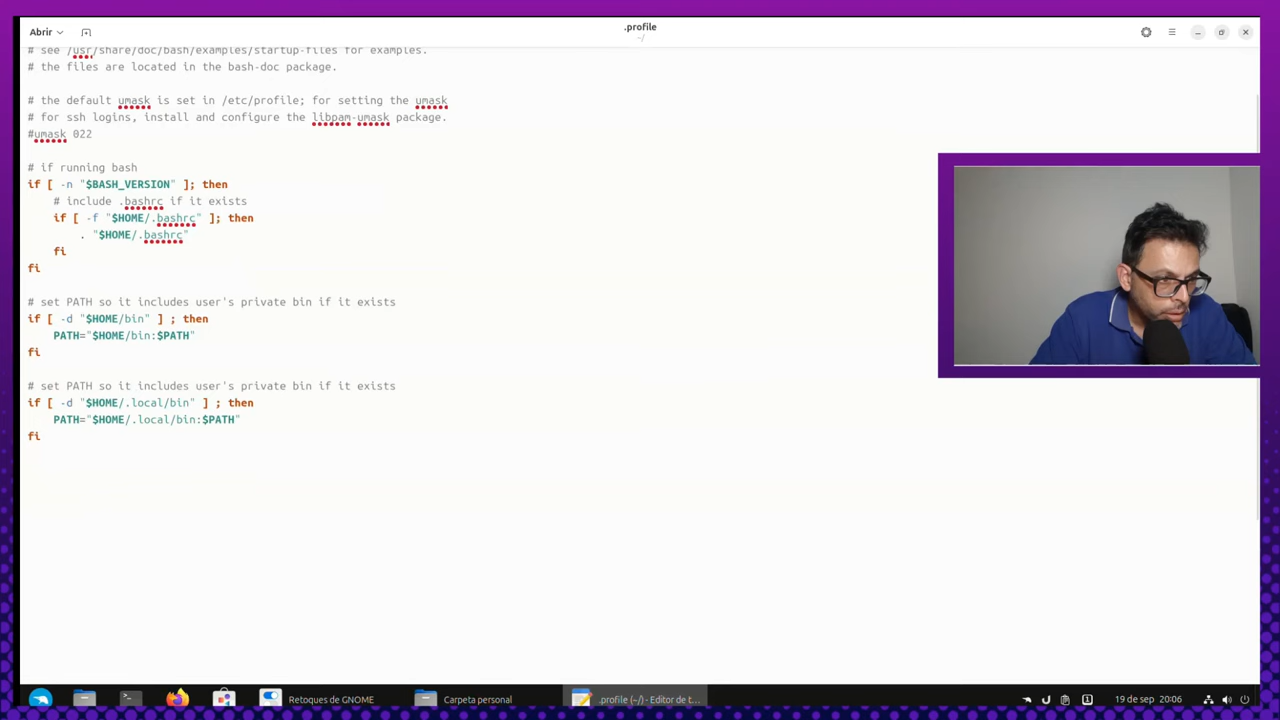 Abrir
.profile
~/
# see /usr/share/doc/bash/examples/startup-files for examples.
# the files are located in the bash-doc package.
# the default umask is set in /etc/profile; for setting the umask
# for ssh logins, install and configure the libpam-umask package.
#umask 022
# if running bash
if [ -n "$BASH_VERSION" ]; then
# include .bashrc if it exists
if [ -f "$HOME/.bashrc" ]; then
. "$HOME/.bashrc"
fi
fi
# set PATH so it includes user's private bin if it exists
if [ -d "$HOME/bin" ] ; then
PATH="$HOME/bin:$PATH"
fi
# set PATH so it includes user's private bin if it exists
if [ -d "$HOME/.local/bin" ] ; then
PATH="$HOME/.local/bin:$PATH"
fi
Retoques de GNOME
Carpeta personal
.profile (~/) - Editor de t...
1
19 de sep 20:06